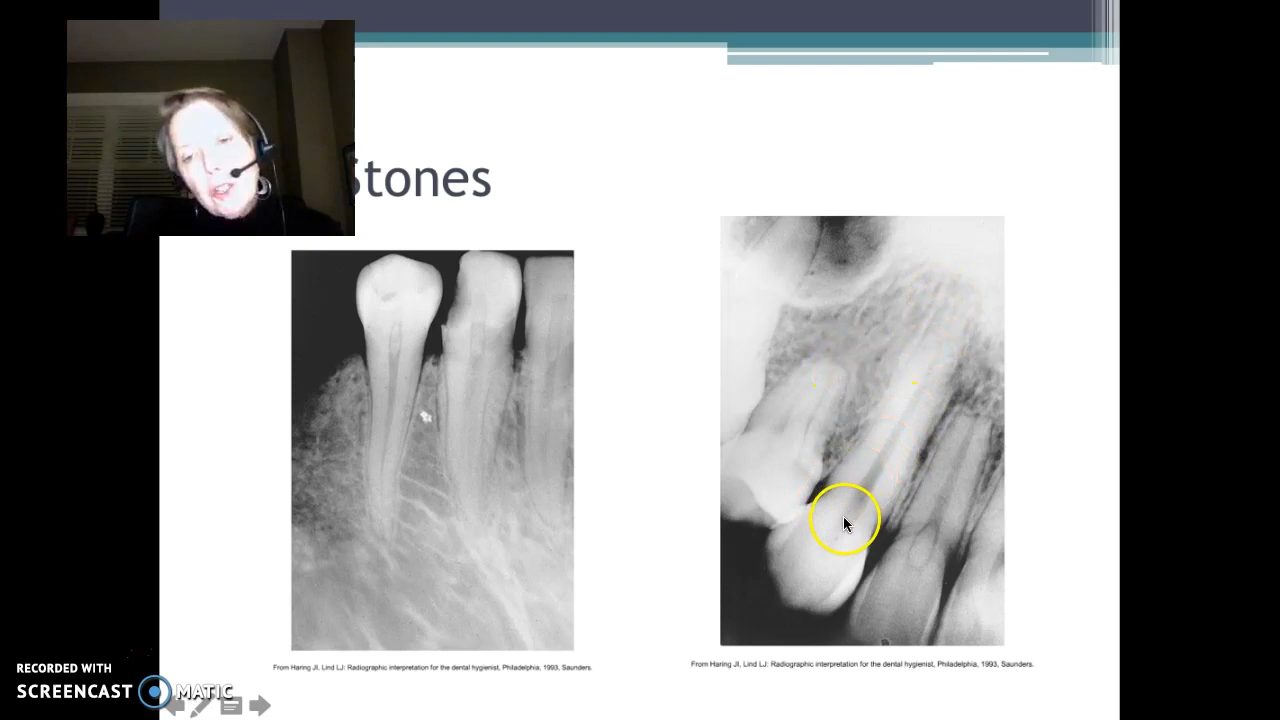 Stones
From Haring JI, Lind LJ: Radiographic interpretation for the dental hygienist, Philadelphia, 1993, Saunders.
From Haring JI, Lind LJ: Radiographic interpretation for the dental hygienist, Philadelphia, 1993, Saunders.
RECORDED WITH
SCREENCAST MATIC